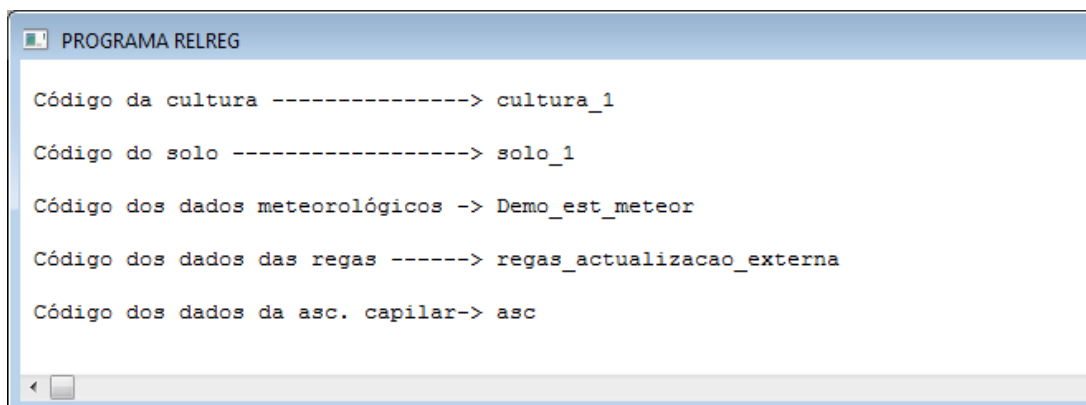 PROGRAMA RELREG
Código da cultura ---------------> cultura_1
Código do solo ------------------> solo_1
Código dos dados meteorológicos -> Demo_est_meteor
Código dos dados das regas ------> regas_actualizacao_externa
Código dos dados da asc. capilar-> asc